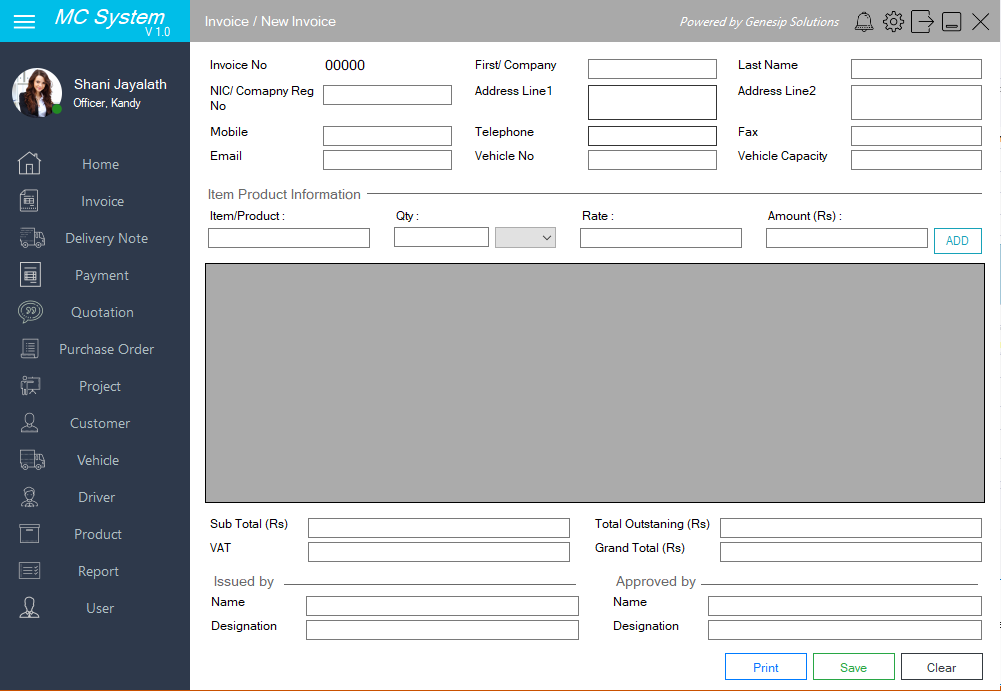 MC System
V 1.0
Invoice / New Invoice
Powered by Genesip Solutions
Shani Jayalath
Officer, Kandy
Home
Invoice
Delivery Note
Payment
Quotation
Purchase Order
Project
Customer
Vehicle
Driver
Product
Report
User
Invoice No 00000 First/ Company Last Name
NIC/ Comapny Reg No Address Line1 Address Line2
Mobile Telephone Fax
Email Vehicle No Vehicle Capacity
Item Product Information
Item/Product : Qty : Rate : Amount (Rs) :
ADD
Sub Total (Rs) Total Outstaning (Rs)
VAT Grand Total (Rs)
Issued by Approved by
Name Name
Designation Designation
Print Save Clear